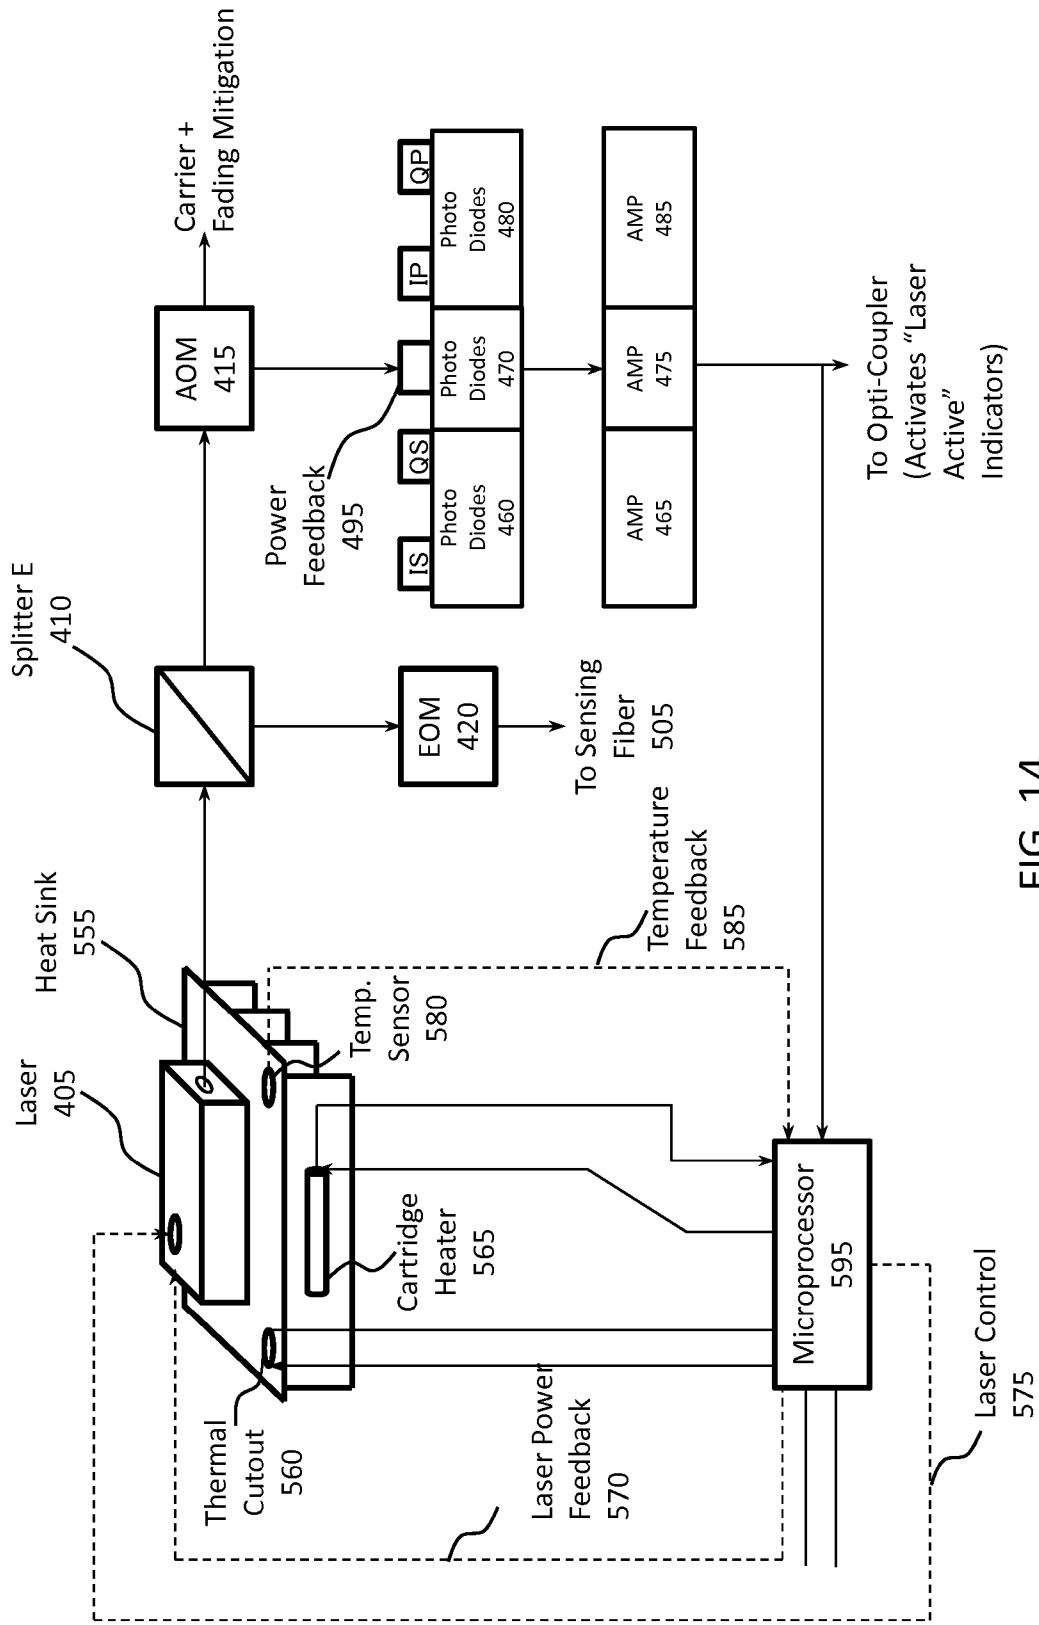 Laser
405
Heat Sink
555
Splitter E
410
AOM
415
Carrier +
Fading Mitigation
Thermal
Cutout
560
Cartridge
Heater
565
Temp.
Sensor
580
EOM
420
To Sensing
Fiber
505
Power
Feedback
495
IS
QS
IP
QP
Photo
Diodes
460
Photo
Diodes
470
Photo
Diodes
480
AMP
465
AMP
475
AMP
485
Laser Power
Feedback
570
Temperature
Feedback
585
Microprocessor
595
To Opti-Coupler
(Activates “Laser
Active”
Indicators)
Laser Control
575
FIG. 14